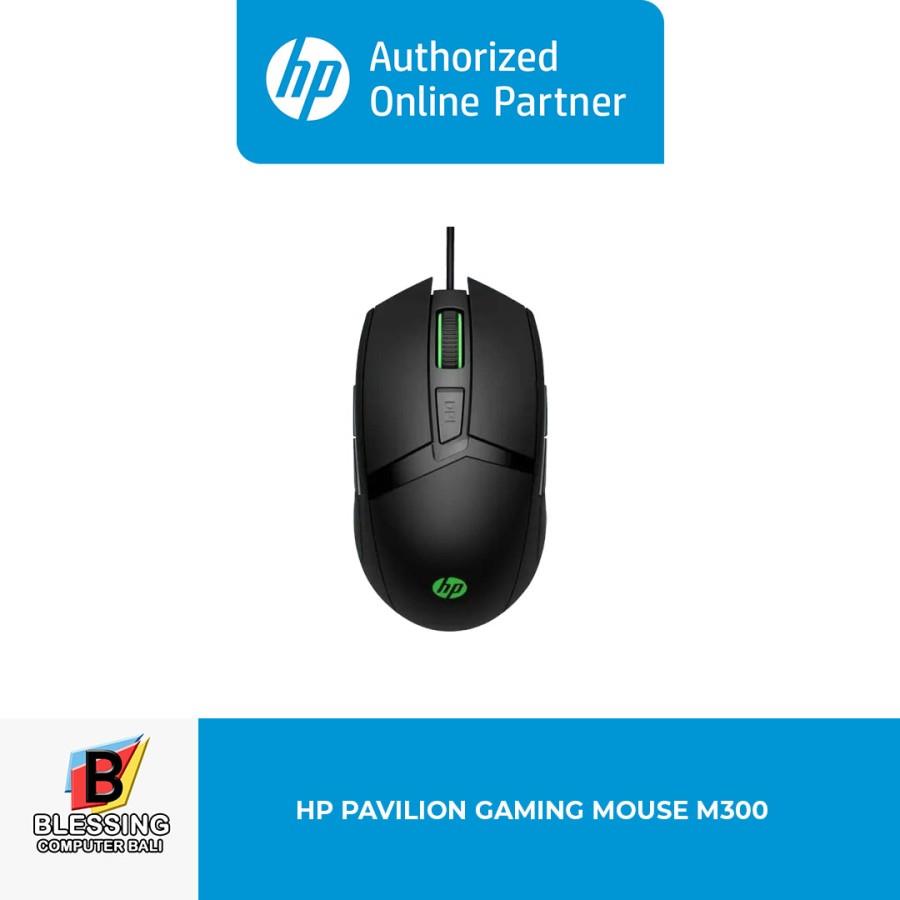 hp
Authorized
Online Partner
hp
B
BLESSING
COMPUTER BALI
HP PAVILION GAMING MOUSE M300